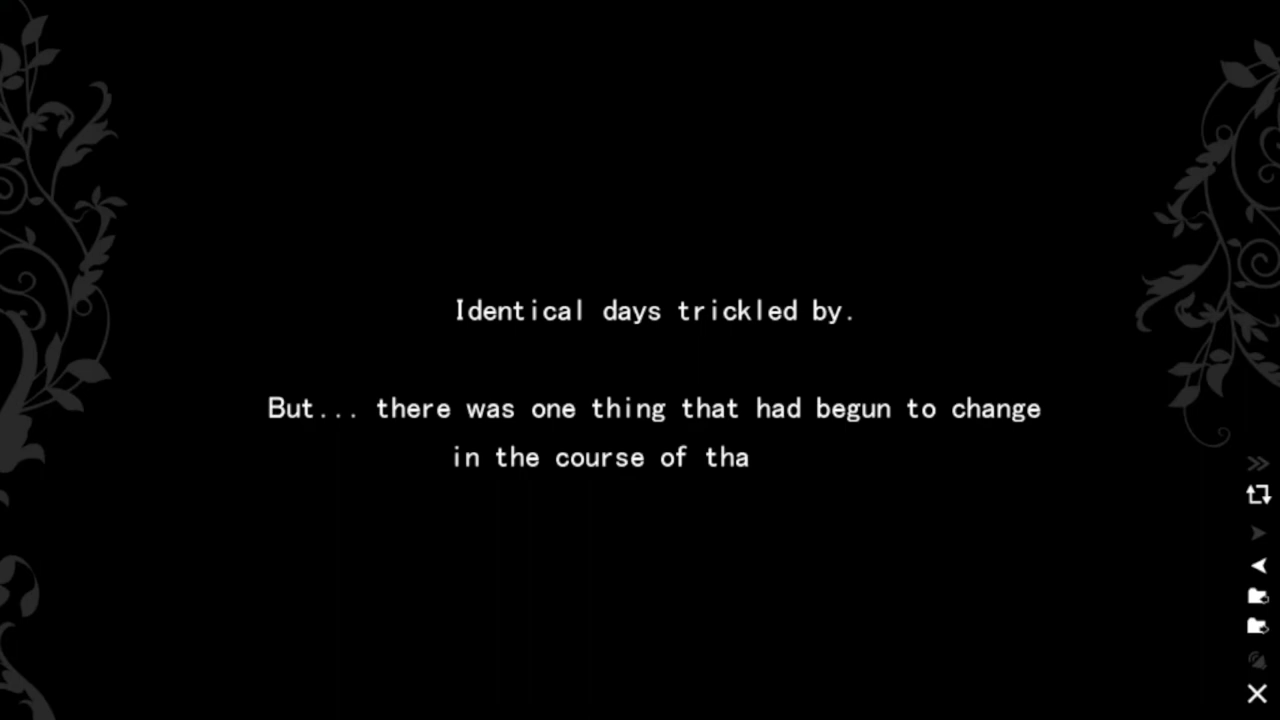 Identical days trickled by.
But... there was one thing that had begun to change
in the course of tha